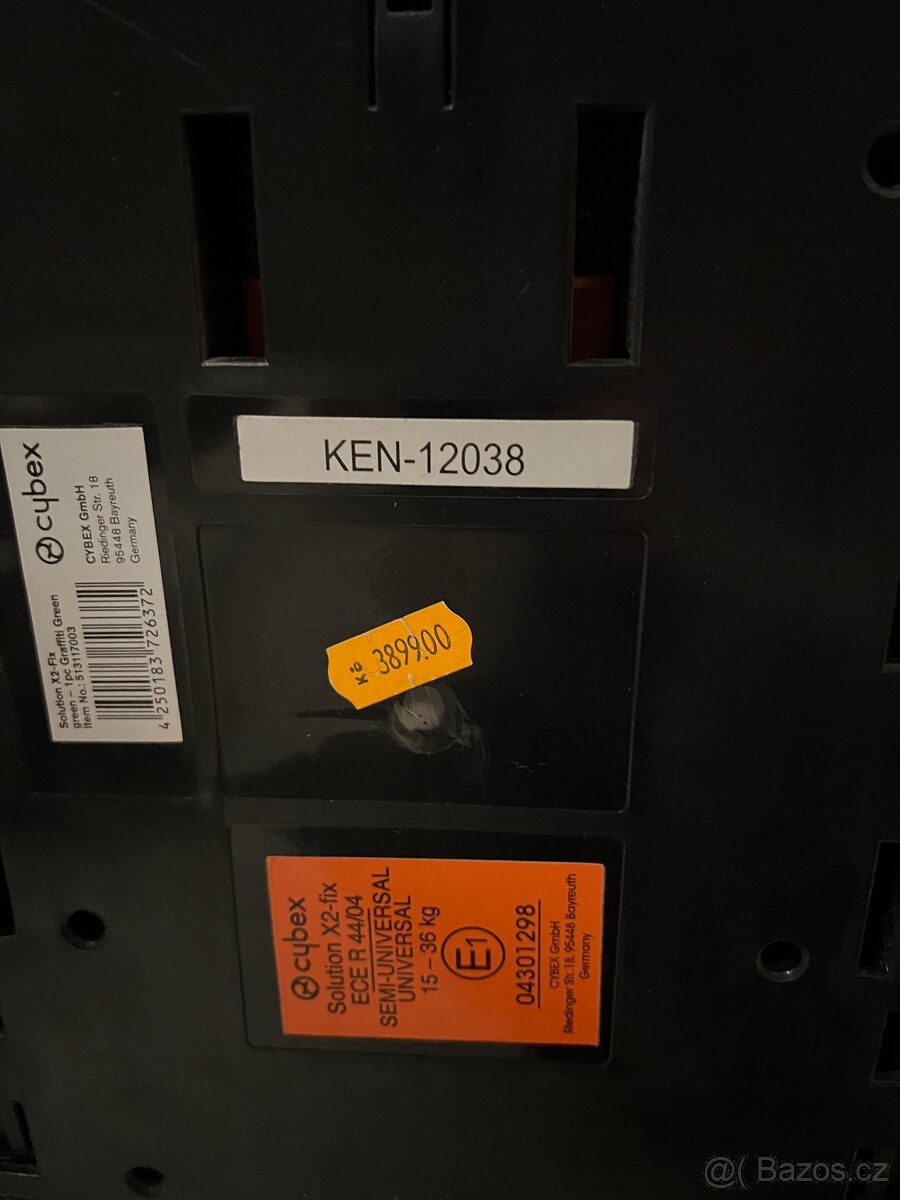 KEN-12038
cybex
CYBEX GmbH
Riedinger Str. 18
95448 Bayreuth
Germany
Solution X2-Fix
green - 1pc Graffiti Green
Item No.: 513117003
4 250183 726372
Kč 3899.00
cybex
Solution X2-fix
ECE R 44/04
SEMI-UNIVERSAL
UNIVERSAL
15 – 36 kg
E1
04301298
CYBEX GmbH
Riedinger Str. 18, 95448 Bayreuth
Germany
@( Bazos.cz